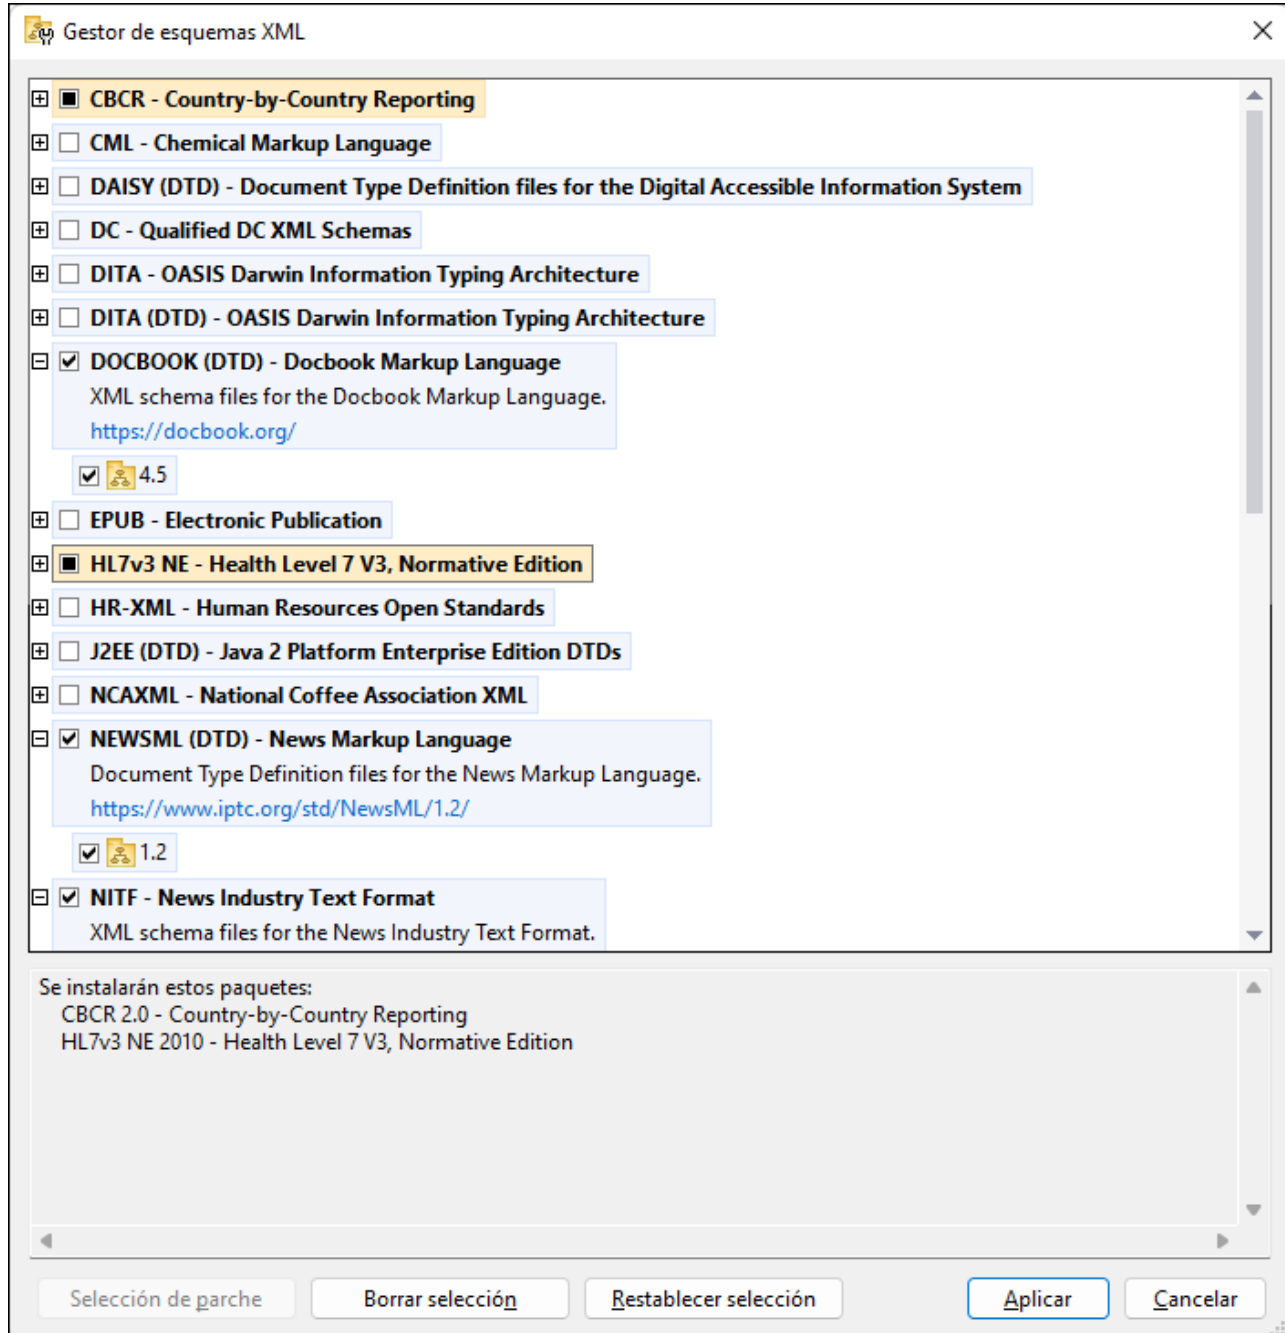 Gestor de esquemas XML
CBCR - Country-by-Country Reporting
CML - Chemical Markup Language
DAISY (DTD) - Document Type Definition files for the Digital Accessible Information System
DC - Qualified DC XML Schemas
DITA - OASIS Darwin Information Typing Architecture
DITA (DTD) - OASIS Darwin Information Typing Architecture
DOCBOOK (DTD) - Docbook Markup Language
XML schema files for the Docbook Markup Language.
https://docbook.org/
4.5
EPUB - Electronic Publication
HL7v3 NE - Health Level 7 V3, Normative Edition
HR-XML - Human Resources Open Standards
J2EE (DTD) - Java 2 Platform Enterprise Edition DTDs
NCAXML - National Coffee Association XML
NEWSML (DTD) - News Markup Language
Document Type Definition files for the News Markup Language.
https://www.iptc.org/std/NewsML/1.2/
1.2
NITF - News Industry Text Format
XML schema files for the News Industry Text Format.
Se instalarán estos paquetes:
CBCR 2.0 - Country-by-Country Reporting
HL7v3 NE 2010 - Health Level 7 V3, Normative Edition
Selección de parche Borrar selección Restablecer selección Aplicar Cancelar